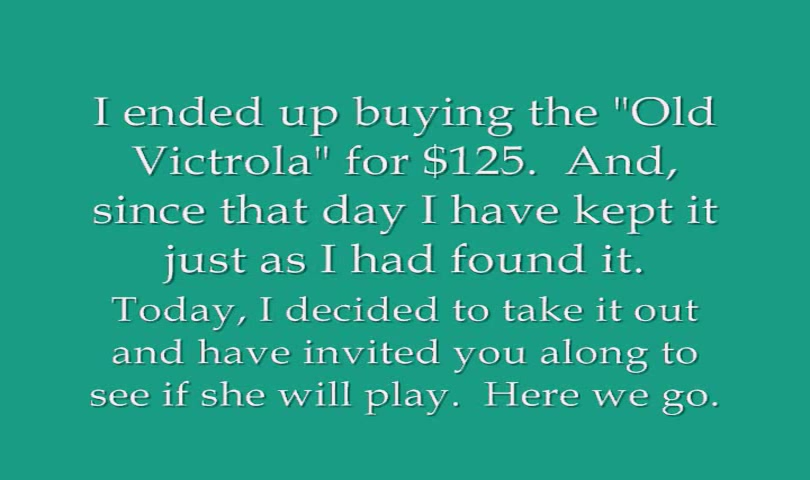 I ended up buying the "Old
Victrola" for $125.  And,
since that day I have kept it
just as I had found it.
Today, I decided to take it out
and have invited you along to
see if she will play.  Here we go.